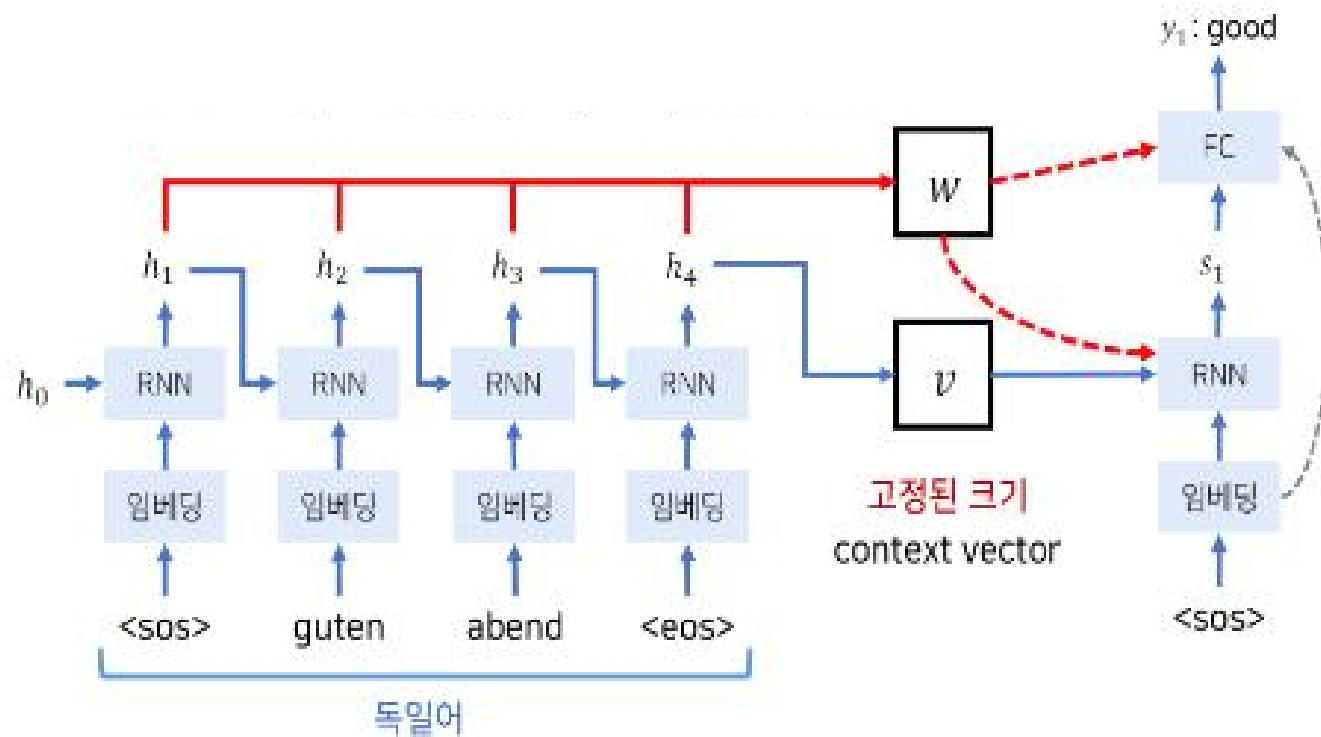 y₁: good
FC
w
h₁ h₂ h₃ h₄ s₁
h₀ RNN RNN RNN RNN v RNN
임베딩 임베딩 임베딩 임베딩 고정된 크기 임베딩
context vector
<sos> guten abend <eos> <sos>
독일어